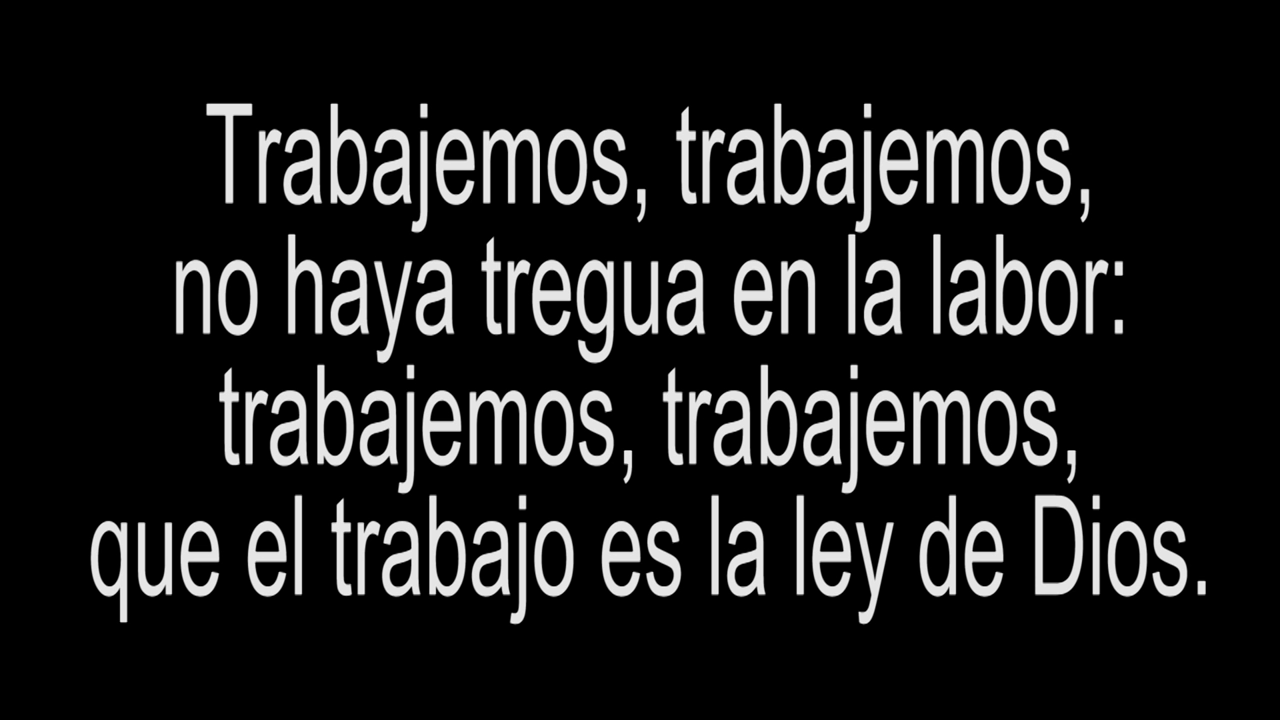 Trabajemos, trabajemos,
no haya tregua en la labor:
trabajemos, trabajemos,
que el trabajo es la ley de Dios.